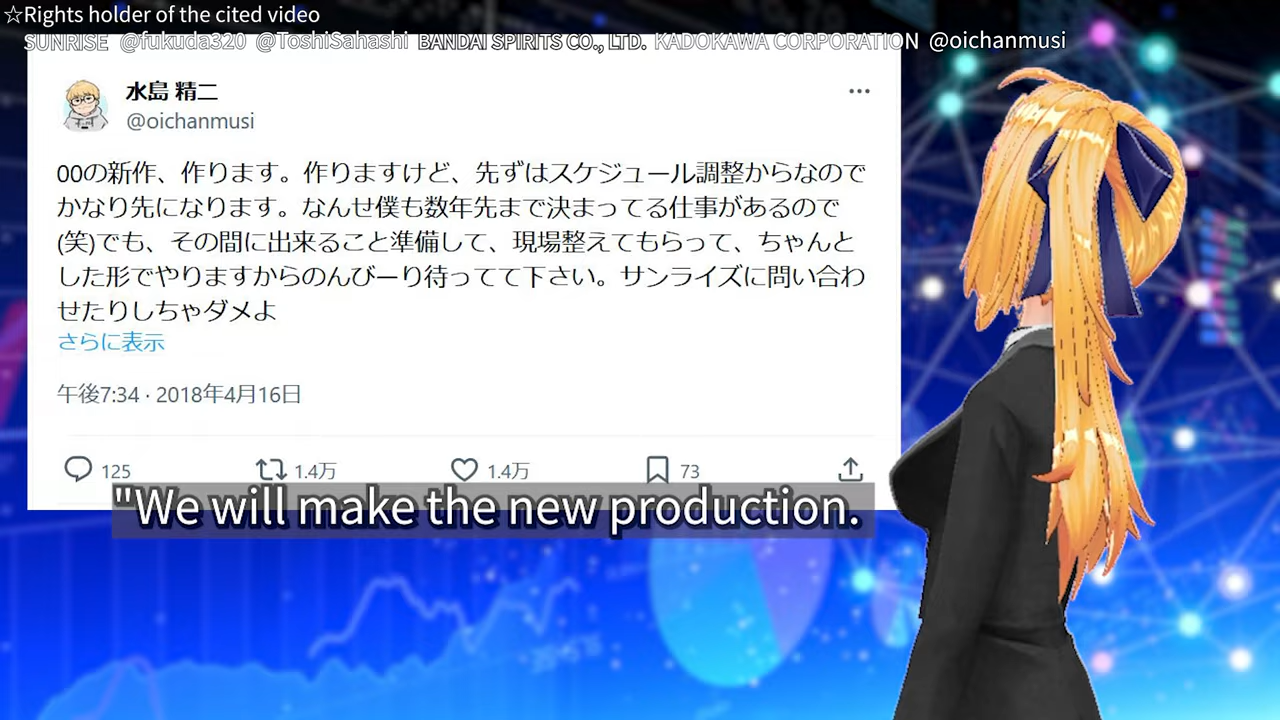 ☆Rights holder of the cited video
SUNRISE @fukuda320 @ToshiSahashi BANDAI SPIRITS CO., LTD. KADOKAWA CORPORATION @oichanmusi
水島 精二
@oichanmusi
00の新作、作ります。作りますけど、先ずはスケジュール調整からなので
かなり先になります。なんせ僕も数年先まで決まってる仕事があるので
(笑)でも、その間に出来ること準備して、現場整えてもらって、ちゃんと
した形でやりますからのんびーり待ってて下さい。サンライズに問い合わ
せたりしちゃダメよ
さらに表示
午後7:34 · 2018年4月16日
125 1.4万 1.4万 73
"We will make the new production.